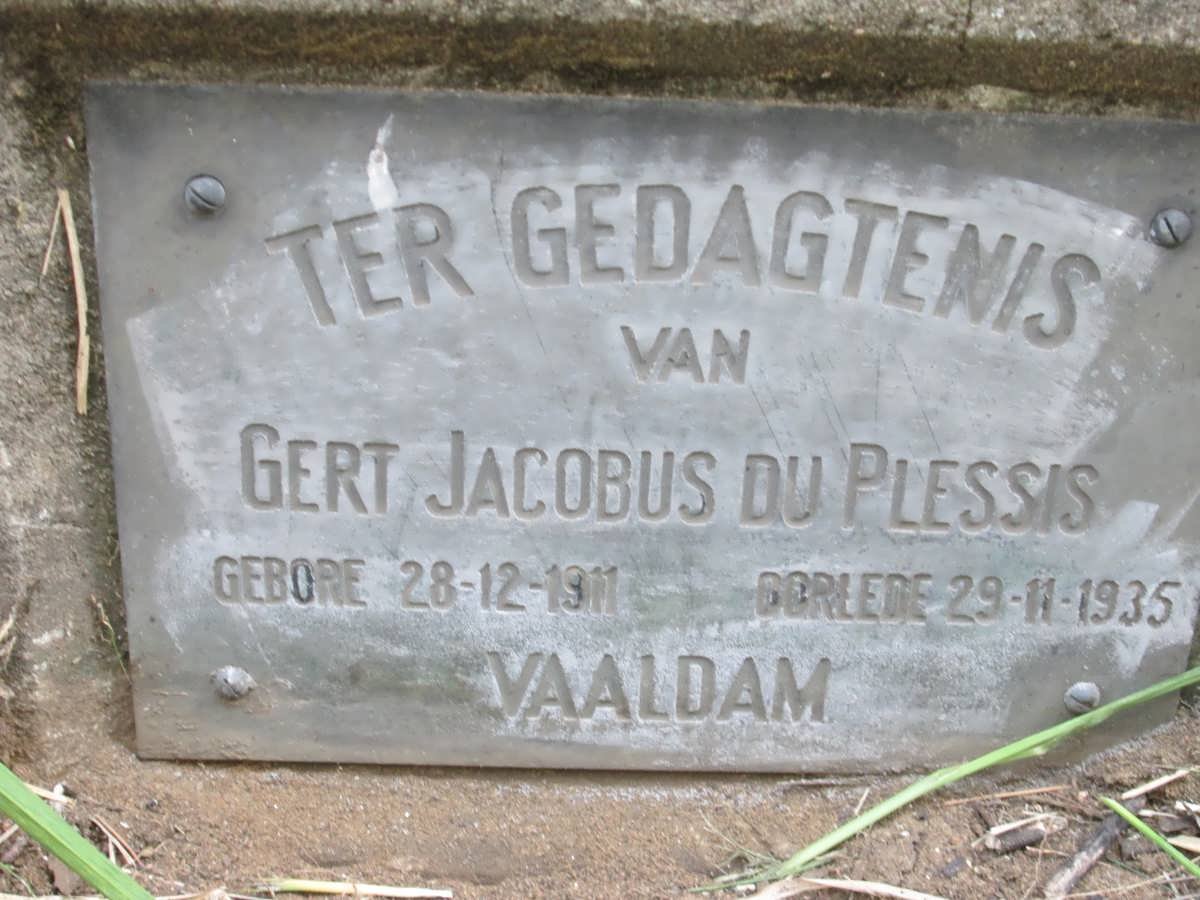 TER GEDAGTENIS
VAN
GERT JACOBUS DU PLESSIS
GEBORE 28-12-1911 OORLEDE 29-11-1935
VAALDAM